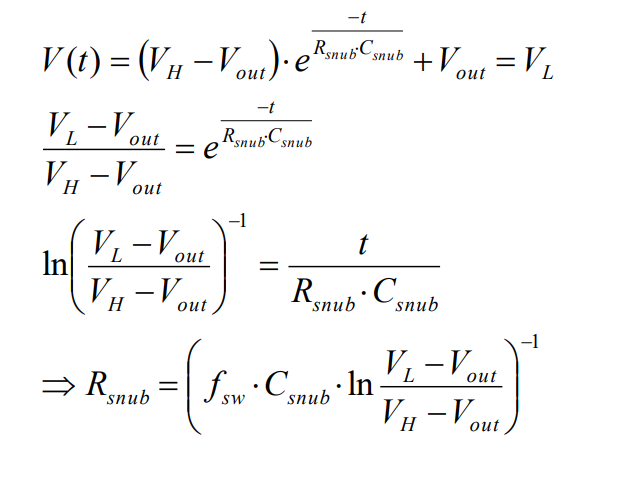 V(t) = (V_H − V_out) · e^(−t / (R_snub · C_snub)) + V_out = V_L
(V_L − V_out) / (V_H − V_out) = e^(−t / (R_snub · C_snub))
ln((V_L − V_out) / (V_H − V_out))^(−1) = t / (R_snub · C_snub)
⇒ R_snub = (f_sw · C_snub · ln (V_L − V_out) / (V_H − V_out))^(−1)